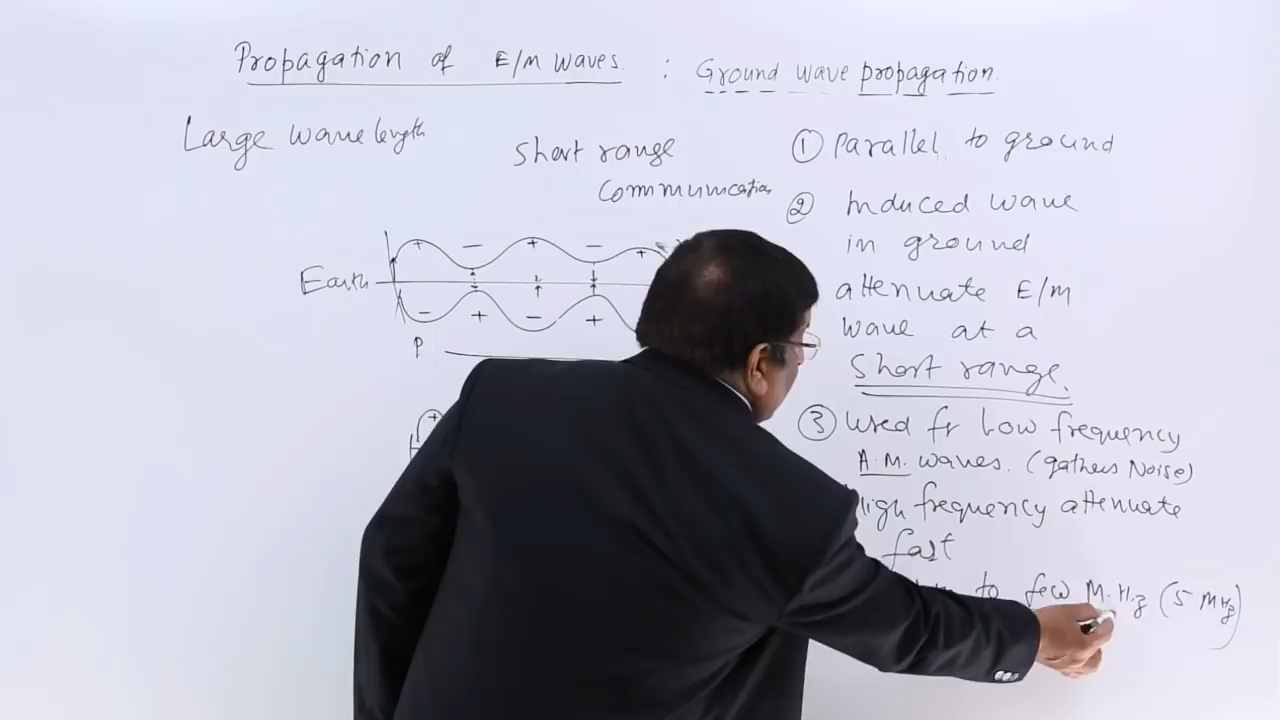 Propagation of E/M waves : Ground wave propagation.
Large wavelength
Short range
Communication
+ − + − +
Earth
− + − +
P
+
① Parallel to ground
② Induced wave
in ground
attenuate E/M
wave at a
Short range.
③ Used fr Low frequency
A.M. waves. (gathers Noise)
High frequency attenuate
fast
to few M.Hz (5 MHz)